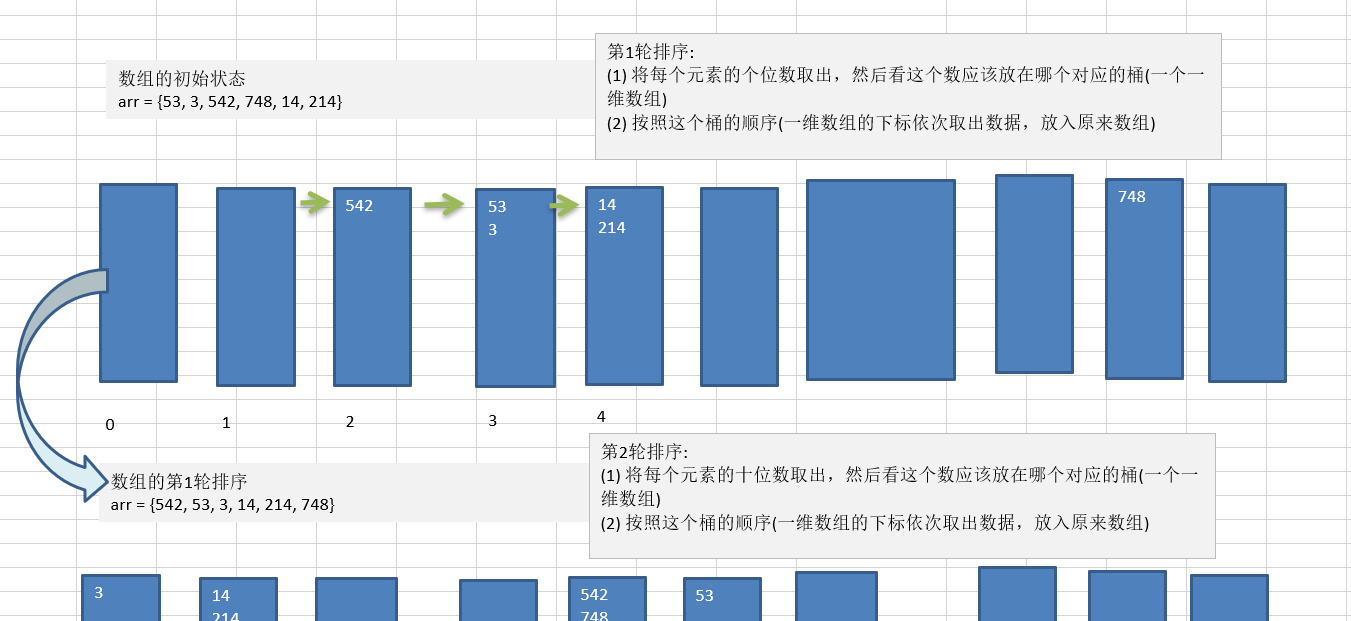 数组的初始状态
arr = {53, 3, 542, 748, 14, 214}
第1轮排序:
(1) 将每个元素的个位数取出，然后看这个数应该放在哪个对应的桶(一个一
维数组)
(2) 按照这个桶的顺序(一维数组的下标依次取出数据，放入原来数组)
542
53
3
14
214
748
0
1
2
3
4
数组的第1轮排序
arr = {542, 53, 3, 14, 214, 748}
第2轮排序:
(1) 将每个元素的十位数取出，然后看这个数应该放在哪个对应的桶(一个一
维数组)
(2) 按照这个桶的顺序(一维数组的下标依次取出数据，放入原来数组)
3
14
214
542
748
53